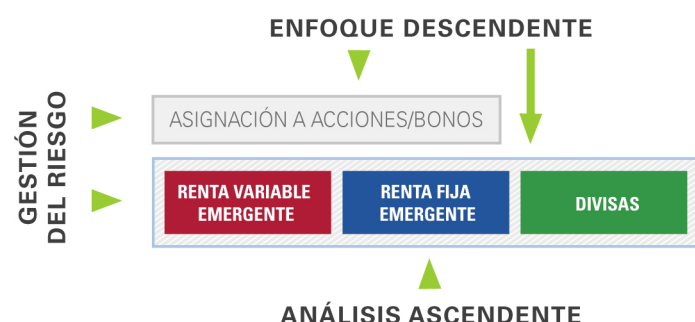 ENFOQUE DESCENDENTE
GESTIÓN
DEL RIESGO
ASIGNACIÓN A ACCIONES/BONOS
RENTA VARIABLE
EMERGENTE
RENTA FIJA
EMERGENTE
DIVISAS
ANÁLISIS ASCENDENTE